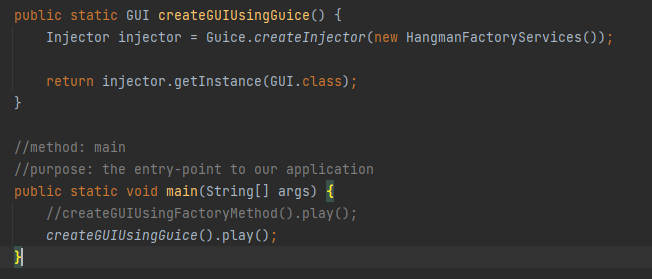 public static GUI createGUIUsingGuice() {
    Injector injector = Guice.createInjector(new HangmanFactoryServices());

    return injector.getInstance(GUI.class);
}

//method: main
//purpose: the entry-point to our application
public static void main(String[] args) {
    //createGUIUsingFactoryMethod().play();
    createGUIUsingGuice().play();
}